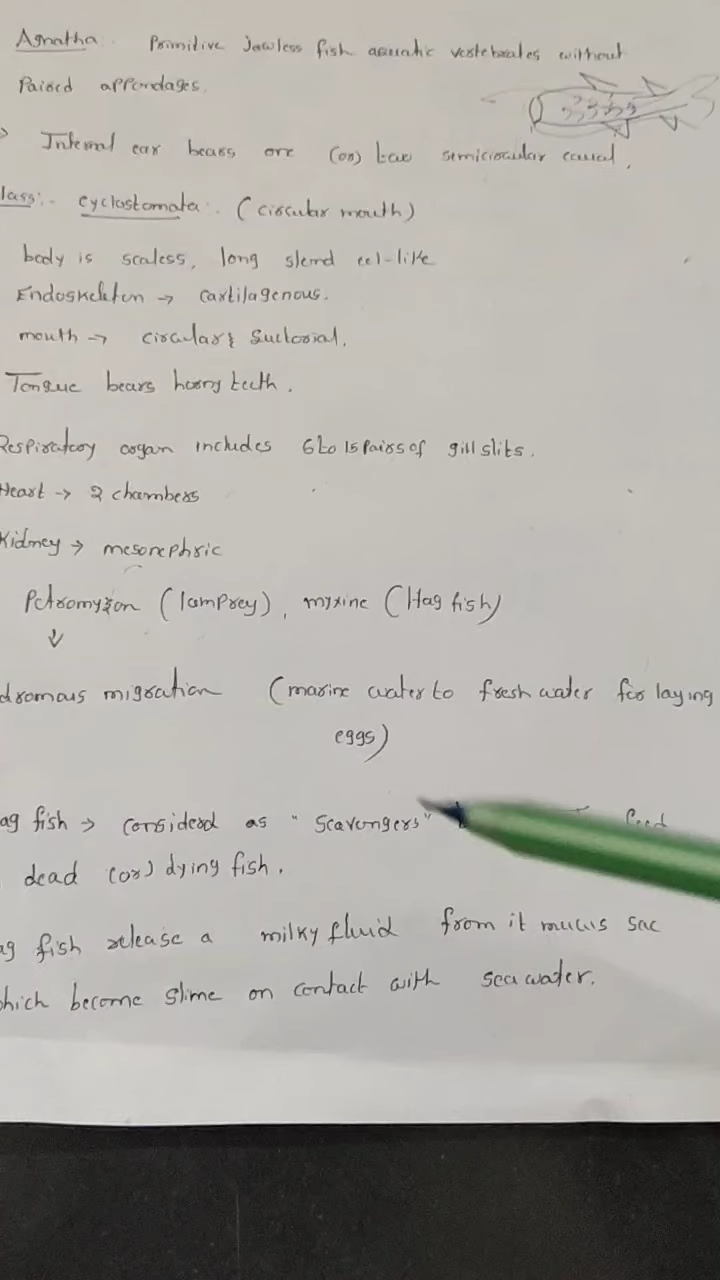 Agnatha : Primitive jawless fish aquatic vertebrates without
Paired appendages.
Internal ear bears one (or) two semicircular canal.
lass:- cyclostomata: (circular mouth)
body is scaless, long slend eel-like
Endoskeleton → cartilagenous.
mouth → circular & suctorial.
Tongue bears horny teeth.
Respiratory organ includes 6 to 15 pairs of gill slits.
Heart → 2 chambers
Kidney → mesonephric
Petromyzon (lamprey), myxine (Hag fish)
↓
dromous migration (marine water to fresh water for laying
eggs)
ag fish → considerd as "scavengers" feed
dead (or) dying fish.
ag fish release a milky fluid from it mucus sac
hich become slime on contact with sea water.